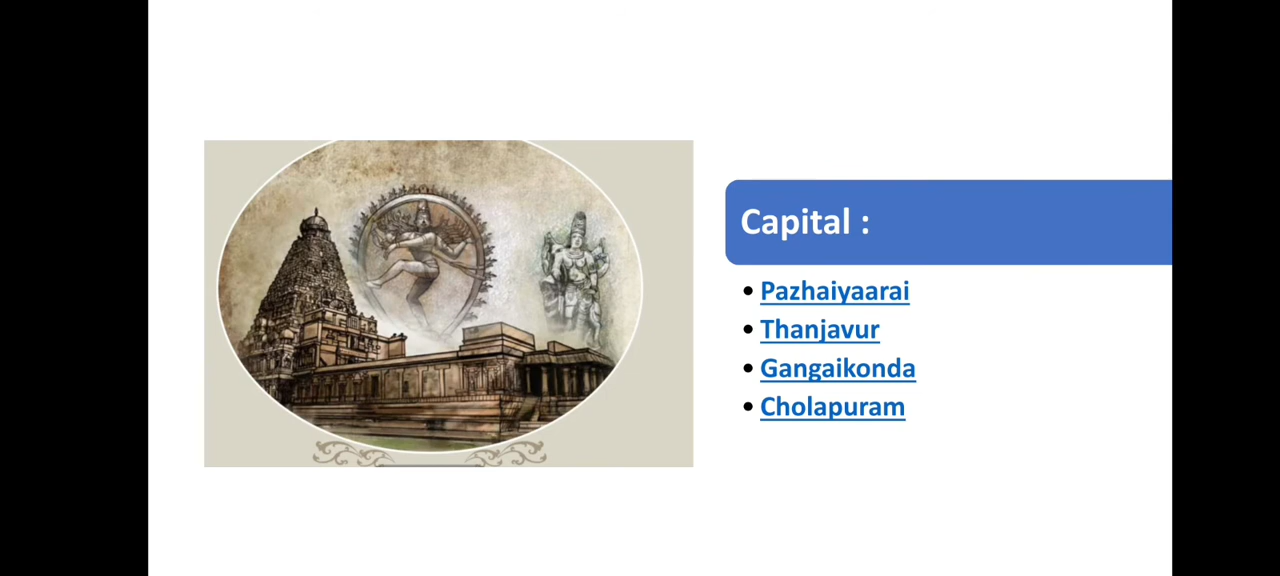 Capital :
• Pazhaiyaarai
• Thanjavur
• Gangaikonda
• Cholapuram